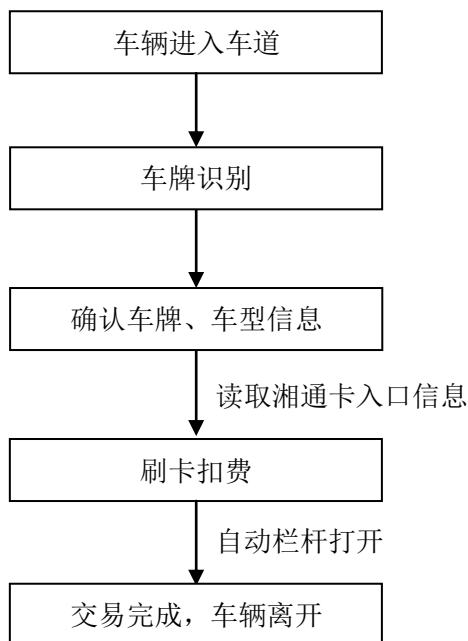 车辆进入车道
车牌识别
确认车牌、车型信息
读取湘通卡入口信息
刷卡扣费
自动栏杆打开
交易完成，车辆离开